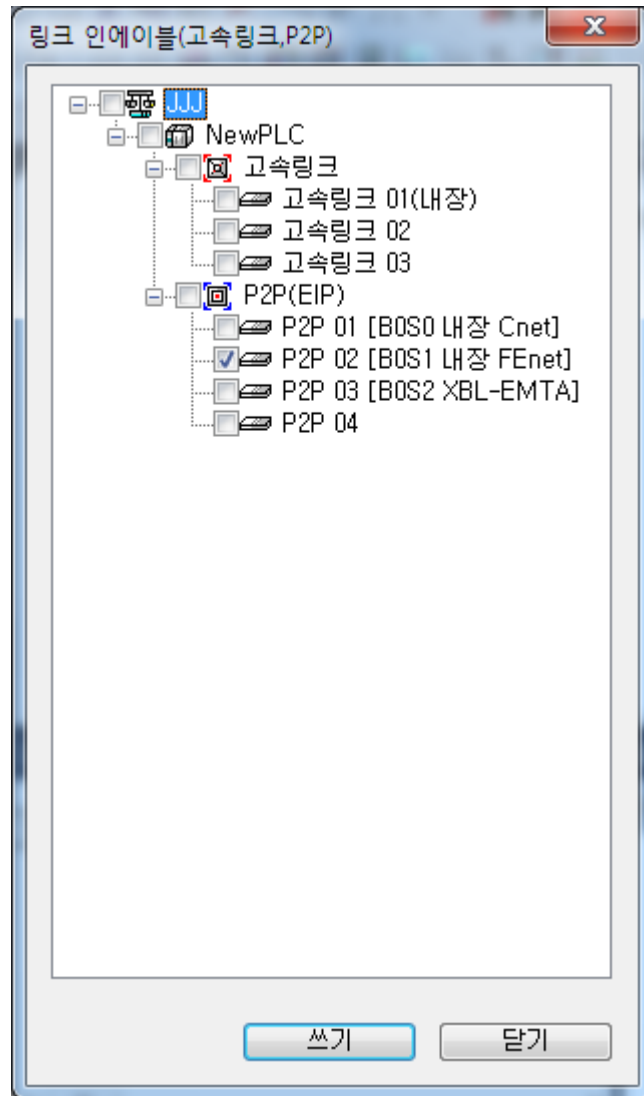 링크 인에이블(고속링크,P2P)
JJJ
NewPLC
고속링크
고속링크 01(내장)
고속링크 02
고속링크 03
P2P(EIP)
P2P 01 [B0S0 내장 Cnet]
P2P 02 [B0S1 내장 FEnet]
P2P 03 [B0S2 XBL-EMTA]
P2P 04
쓰기
닫기